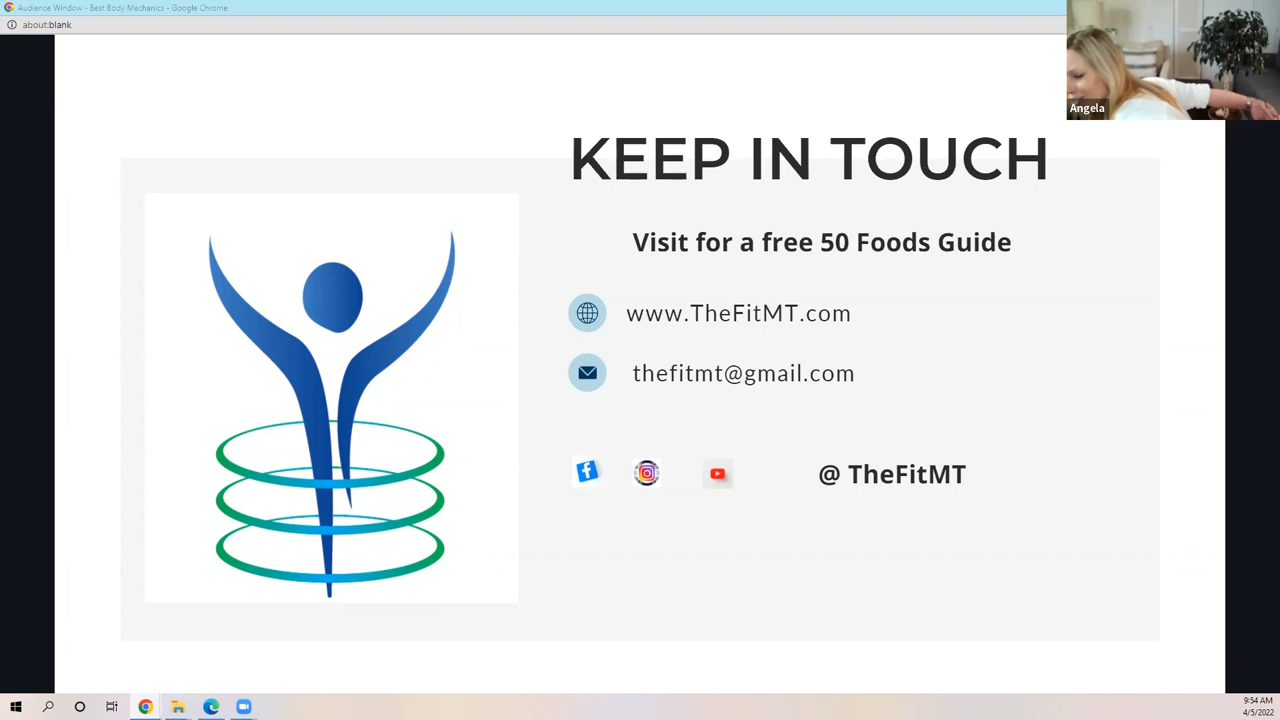 Audience Window - Best Body Mechanics - Google Chrome
about:blank
Angela
KEEP IN TOUCH
Visit for a free 50 Foods Guide
www.TheFitMT.com
thefitmt@gmail.com
@ TheFitMT
9:54 AM
4/5/2022